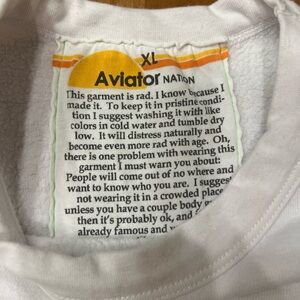 XL
Aviator NATION
This garment is rad. I know because I
made it. To keep it in pristine condi-
tion I suggest washing it with like
colors in cold water and tumble dry
low. It will distress naturally and
become even more rad with age. Oh,
there is one problem with wearing this
garment I must warn you about:
People will come out of no where and
want to know who you are. I suggest
not wearing it in a crowded place
unless you have a couple body
then it's probably ok, and
already famous and